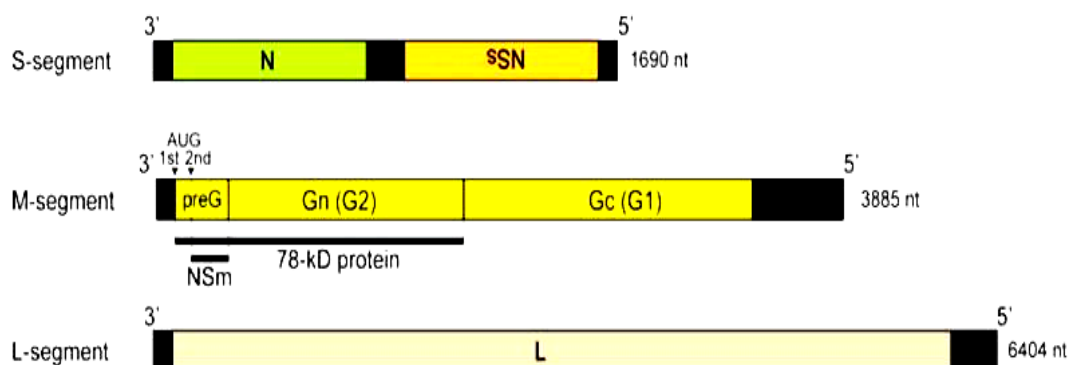 3' 5'
S-segment N sSN 1690 nt
AUG
3' 1st 2nd 5'
M-segment preG Gn (G2) Gc (G1) 3885 nt
78-kD protein
NSm
3' 5'
L-segment L 6404 nt